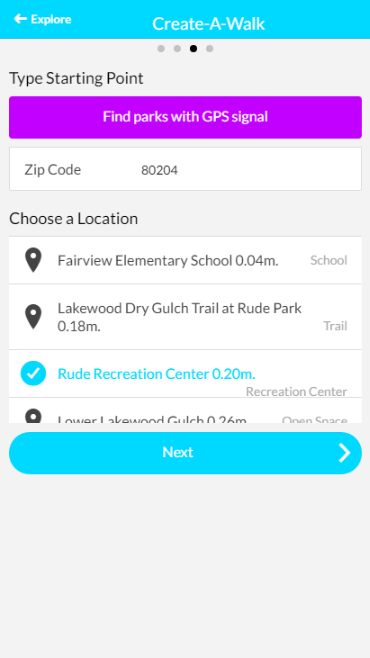 Explore
Create-A-Walk
Type Starting Point
Find parks with GPS signal
Zip Code 80204
Choose a Location
Fairview Elementary School 0.04m. School
Lakewood Dry Gulch Trail at Rude Park
0.18m. Trail
Rude Recreation Center 0.20m.
Recreation Center
Lower Lakewood Gulch 0.26m. Open Space
Next